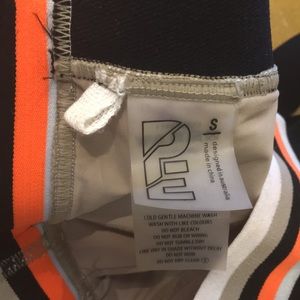 PE
S
designed in australia
made in china
COLD GENTLE MACHINE WASH
WASH WITH LIKE COLOURS
DO NOT BLEACH
DO NOT RUB OR WRING
DO NOT TUMBLE DRY
LINE DRY IN SHADE WITHOUT DELAY
DO NOT IRON
DO NOT DRY CLEAN